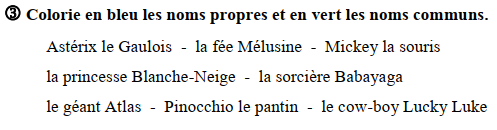 ③ Colorie en bleu les noms propres et en vert les noms communs.
Astérix le Gaulois - la fée Mélusine - Mickey la souris
la princesse Blanche-Neige - la sorcière Babayaga
le géant Atlas - Pinocchio le pantin - le cow-boy Lucky Luke